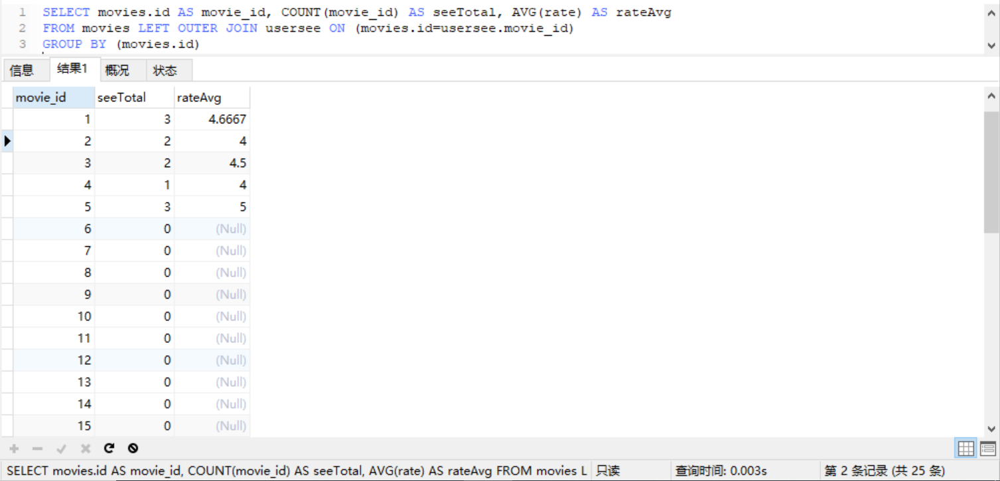 1 SELECT movies.id AS movie_id, COUNT(movie_id) AS seeTotal, AVG(rate) AS rateAvg
2 FROM movies LEFT OUTER JOIN usersee ON (movies.id=usersee.movie_id)
3 GROUP BY (movies.id)
信息 结果1 概况 状态
movie_id seeTotal rateAvg
1 3 4.6667
2 2 4
3 2 4.5
4 1 4
5 3 5
6 0 (Null)
7 0 (Null)
8 0 (Null)
9 0 (Null)
10 0 (Null)
11 0 (Null)
12 0 (Null)
13 0 (Null)
14 0 (Null)
15 0 (Null)
SELECT movies.id AS movie_id, COUNT(movie_id) AS seeTotal, AVG(rate) AS rateAvg FROM movies L 只读 查询时间: 0.003s 第 2 条记录 (共 25 条)